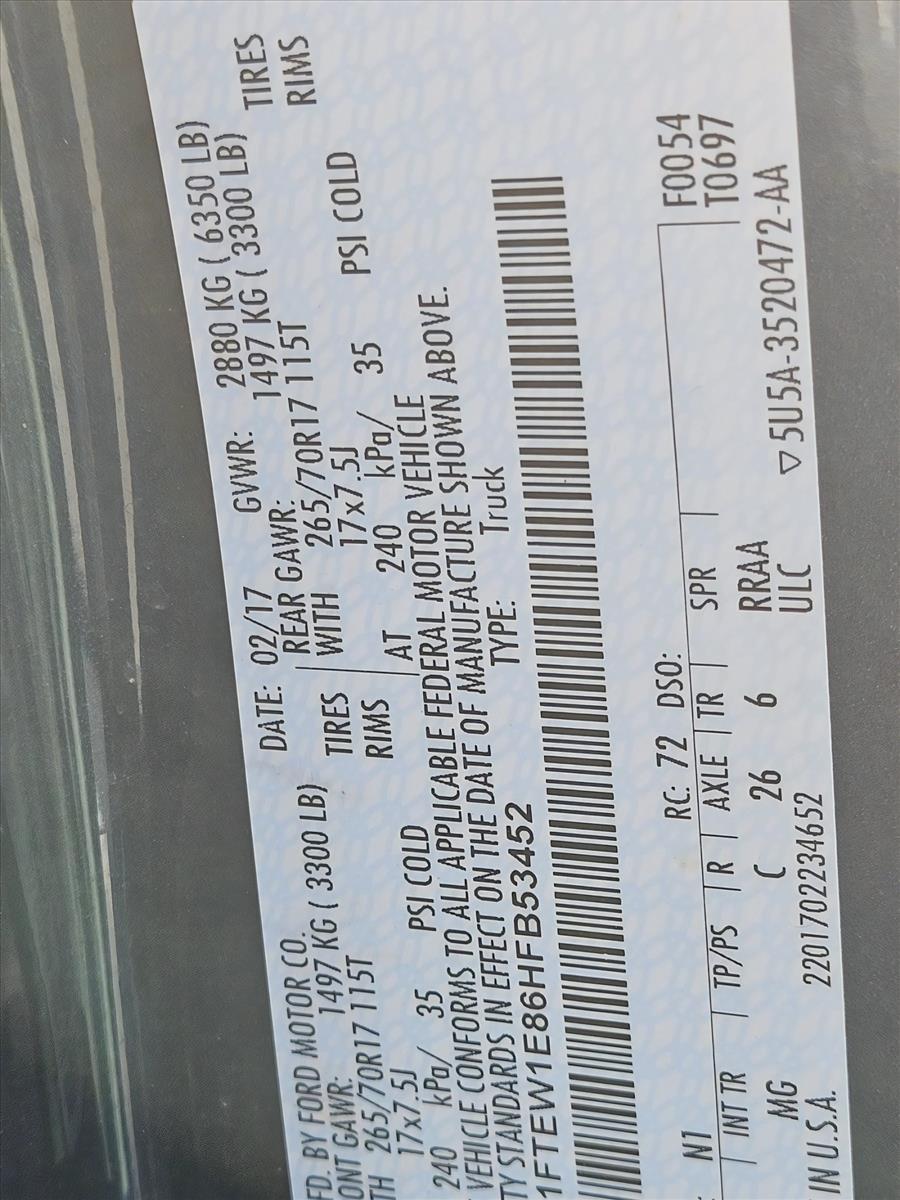 FD. BY FORD MOTOR CO. DATE: 02/17 GVWR: 2880 KG ( 6350 LB)
ONT GAWR: 1497 KG ( 3300 LB) REAR GAWR: 1497 KG ( 3300 LB)
TH 265/70R17 115T TIRES WITH 265/70R17 115T TIRES
17x7.5J RIMS 17x7.5J RIMS
240 kPa/ 35 PSI COLD AT 240 kPa/ 35 PSI COLD
VEHICLE CONFORMS TO ALL APPLICABLE FEDERAL MOTOR VEHICLE
TY STANDARDS IN EFFECT ON THE DATE OF MANUFACTURE SHOWN ABOVE.
1FTEW1E86HFB53452 TYPE: Truck
F0054
T0697
N1 RC: 72 DSO:
INT TR TP/PS R AXLE TR SPR
MG C 26 6 RRAA
IN U.S.A. 2201702234652 ULC ▽5U5A-3520472-AA